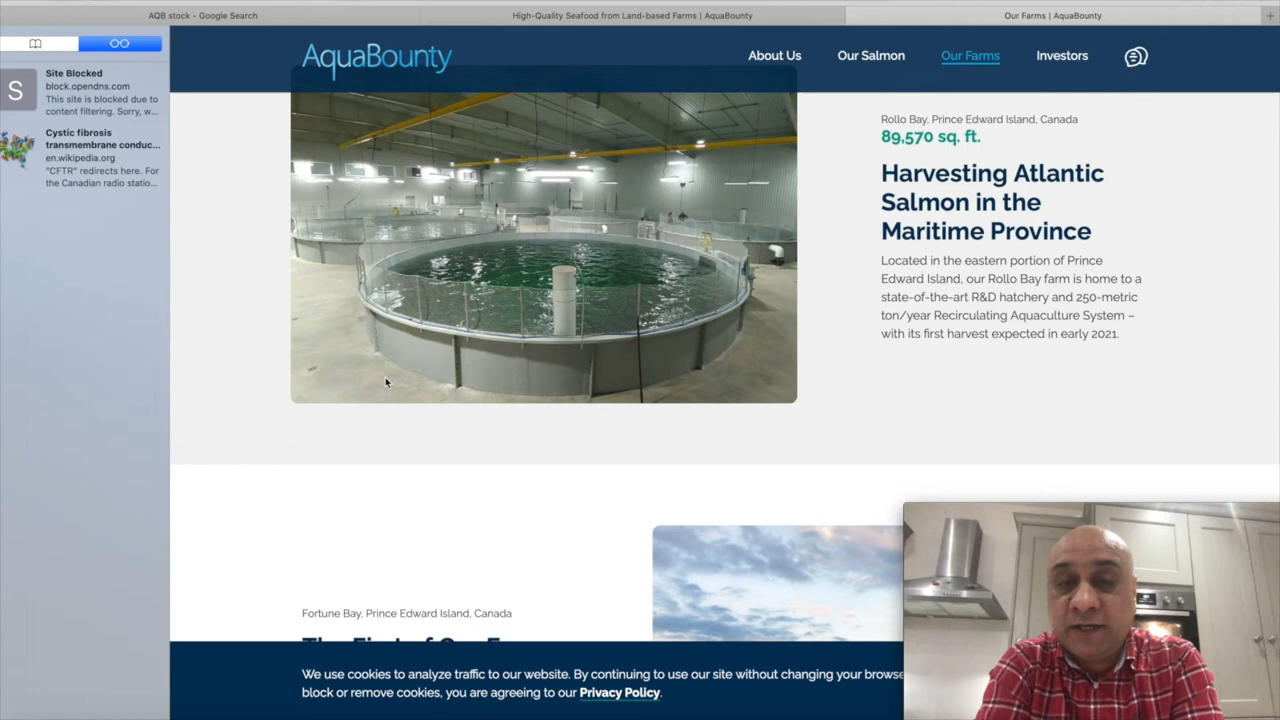 AQB stock - Google Search
High-Quality Seafood from Land-based Farms | AquaBounty
Our Farms | AquaBounty
S
Site Blocked
block.opendns.com
This site is blocked due to
content filtering. Sorry, w...
Cystic fibrosis
transmembrane conduc...
en.wikipedia.org
"CFTR" redirects here. For
the Canadian radio statio...
AquaBounty
About Us
Our Salmon
Our Farms
Investors
Rollo Bay, Prince Edward Island, Canada
89,570 sq. ft.
Harvesting Atlantic
Salmon in the
Maritime Province
Located in the eastern portion of Prince
Edward Island, our Rollo Bay farm is home to a
state-of-the-art R&D hatchery and 250-metric
ton/year Recirculating Aquaculture System –
with its first harvest expected in early 2021.
Fortune Bay, Prince Edward Island, Canada
We use cookies to analyze traffic to our website. By continuing to use our site without changing your browse
block or remove cookies, you are agreeing to our Privacy Policy.